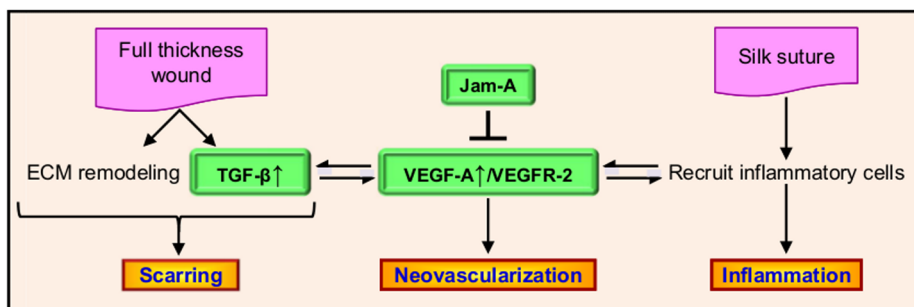 Full thickness
wound
Silk suture
Jam-A
ECM remodeling
TGF-β↑
VEGF-A↑/VEGFR-2
Recruit inflammatory cells
Scarring
Neovascularization
Inflammation